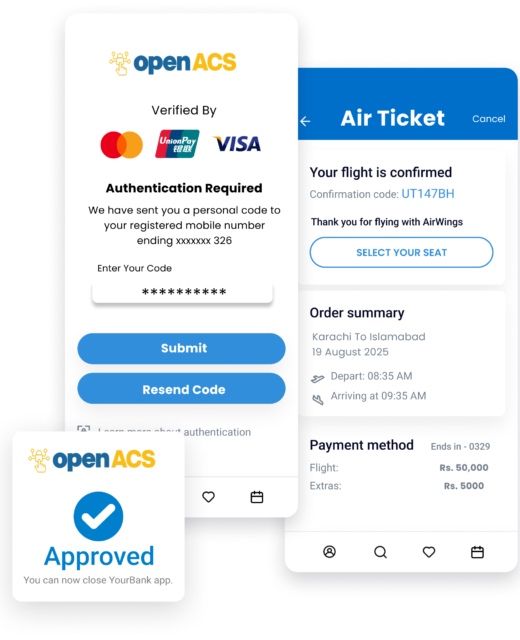 openACS
Verified By
UnionPay
银联
VISA
Authentication Required
We have sent you a personal code to
your registered mobile number
ending xxxxxxx 326
Enter Your Code
**********
Submit
Resend Code
Learn more about authentication
openACS
Approved
You can now close YourBank app.
Air Ticket
Cancel
Your flight is confirmed
Confirmation code: UT147BH
Thank you for flying with AirWings
SELECT YOUR SEAT
Order summary
Karachi To Islamabad
19 August 2025
Depart: 08:35 AM
Arriving at 09:35 AM
Payment method Ends in - 0329
Flight: Rs. 50,000
Extras: Rs. 5000